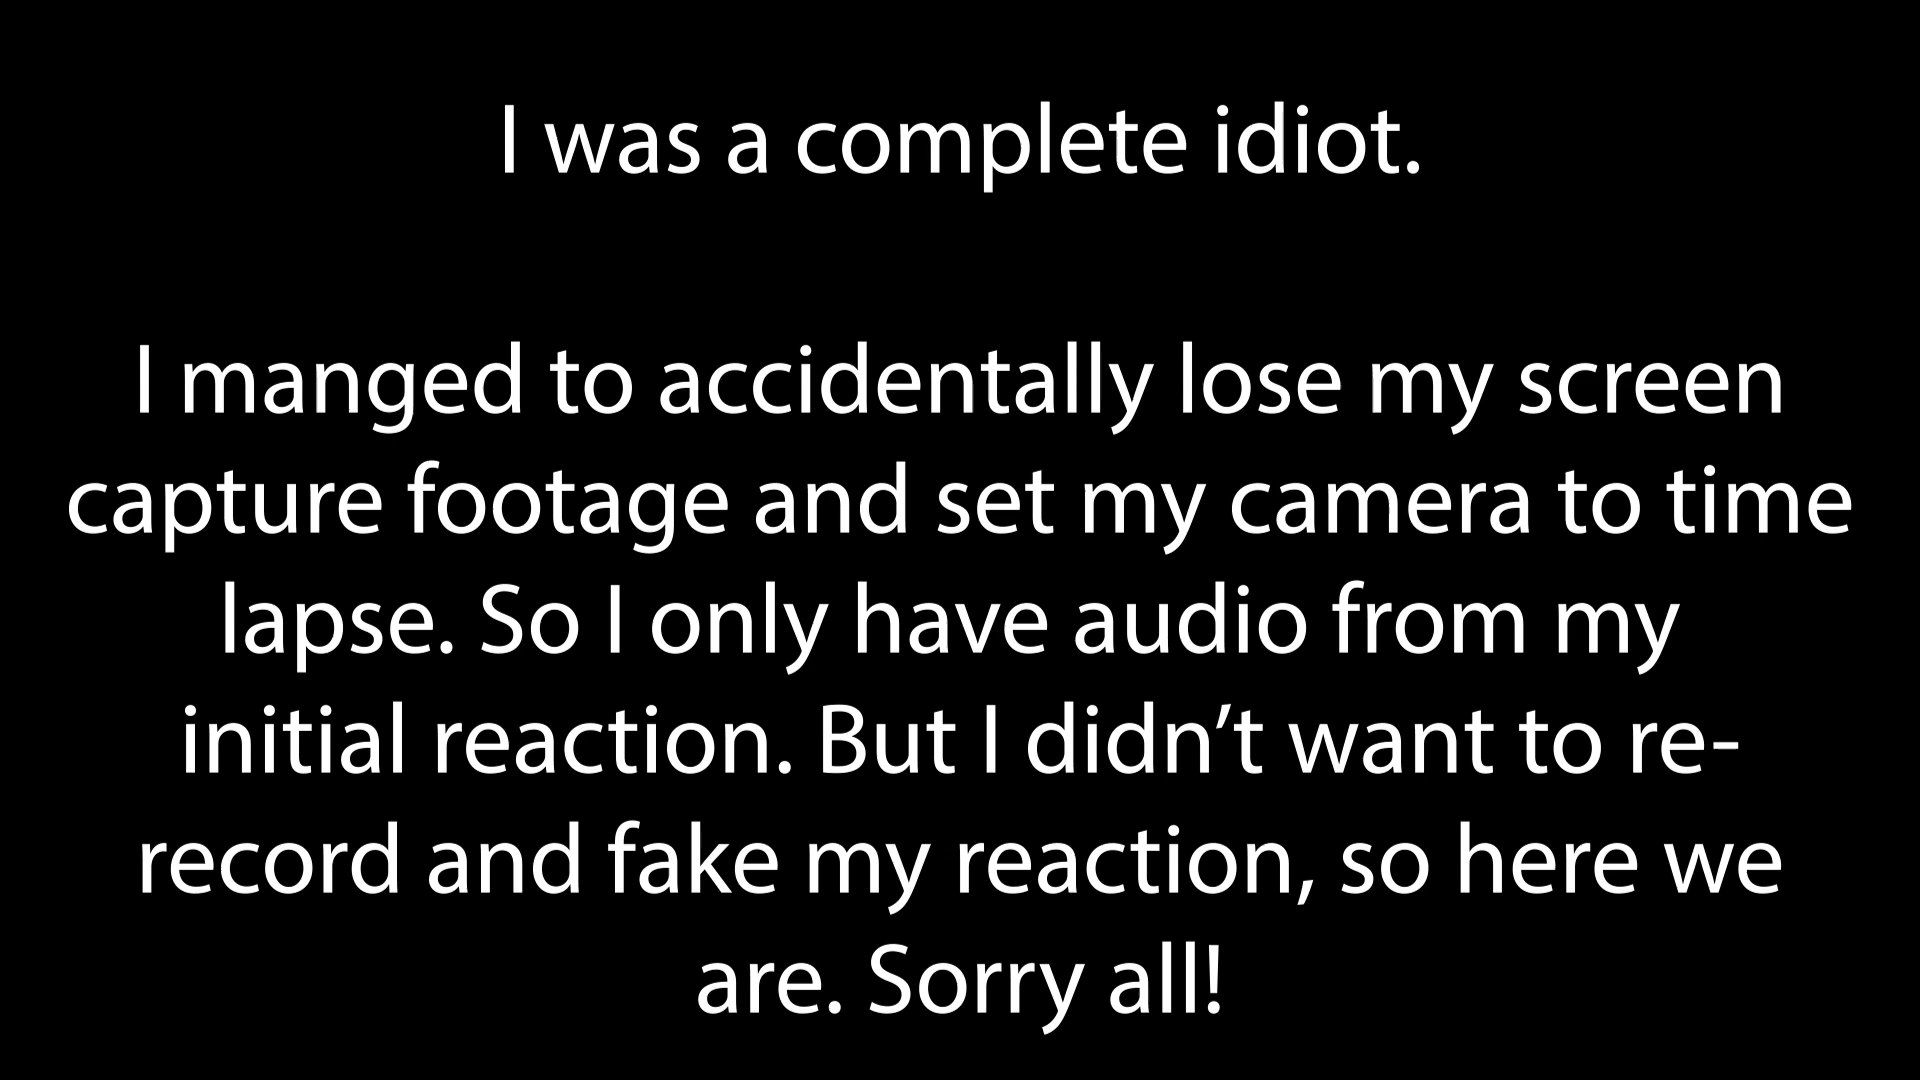 I was a complete idiot.
I manged to accidentally lose my screen
capture footage and set my camera to time
lapse. So I only have audio from my
initial reaction. But I didn’t want to re-
record and fake my reaction, so here we
are. Sorry all!